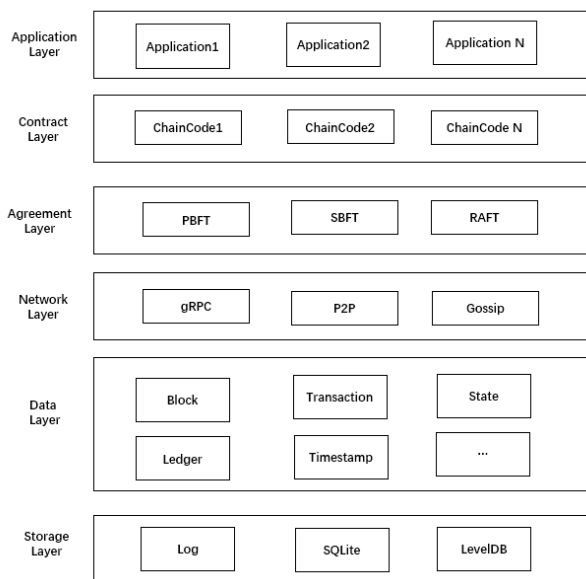 Application
Layer
Application1
Application2
Application N
Contract
Layer
ChainCode1
ChainCode2
ChainCode N
Agreement
Layer
PBFT
SBFT
RAFT
Network
Layer
gRPC
P2P
Gossip
Data
Layer
Block
Transaction
State
Ledger
Timestamp
...
Storage
Layer
Log
SQLite
LevelDB